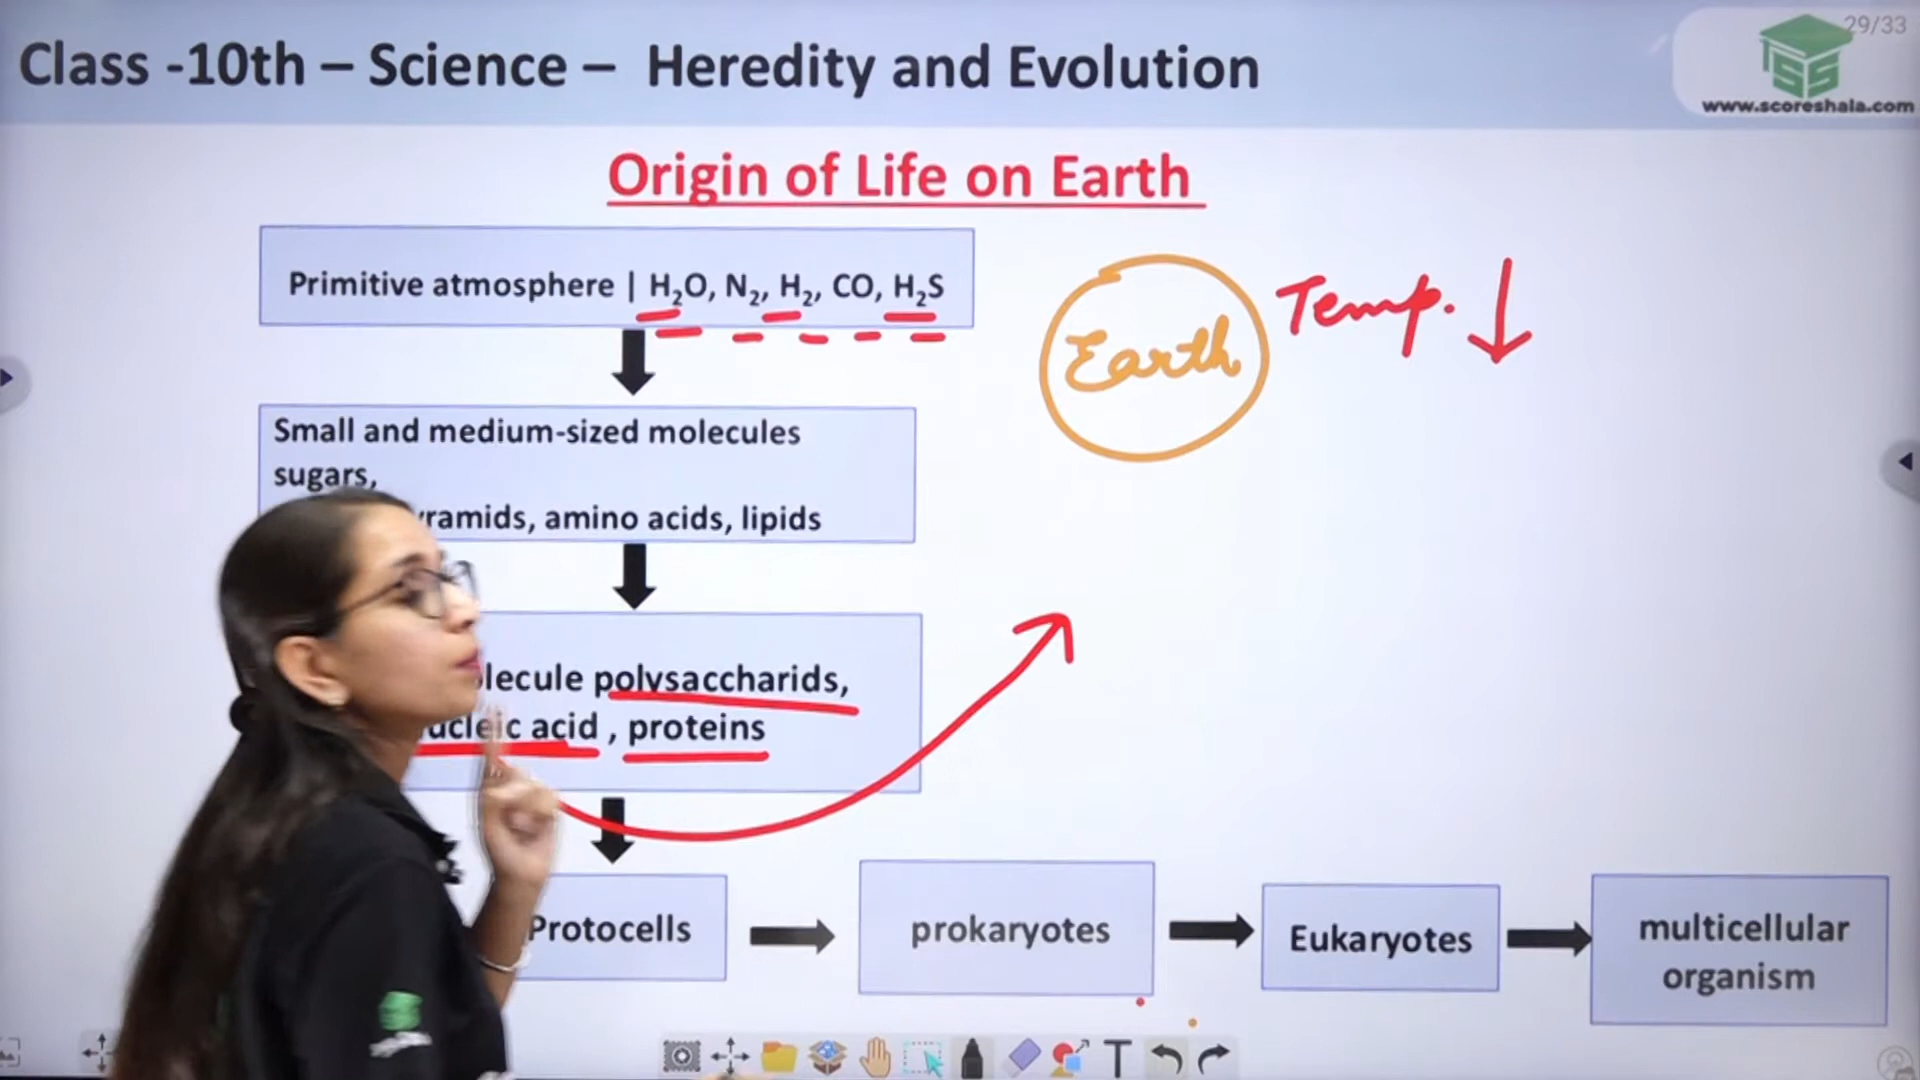 Class -10th – Science – Heredity and Evolution
29/33
www.scoreshala.com
Origin of Life on Earth
Primitive atmosphere | H₂O, N₂, H₂, CO, H₂S
Earth
Temp. ↓
Small and medium-sized molecules
sugars,
amino acids, lipids
polysaccharids,
acid , proteins
Protocells
prokaryotes
Eukaryotes
multicellular
organism